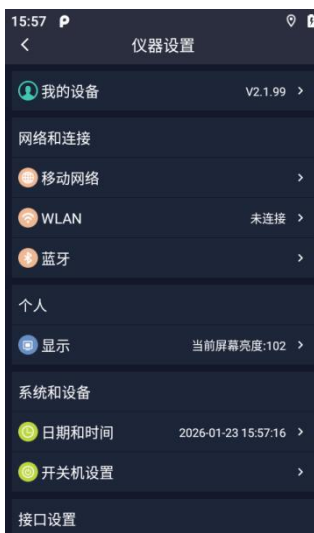 15:57 P
仪器设置
我的设备 V2.1.99
网络和连接
移动网络
WLAN 未连接
蓝牙
个人
显示 当前屏幕亮度:102
系统和设备
日期和时间 2026-01-23 15:57:16
开关机设置
接口设置